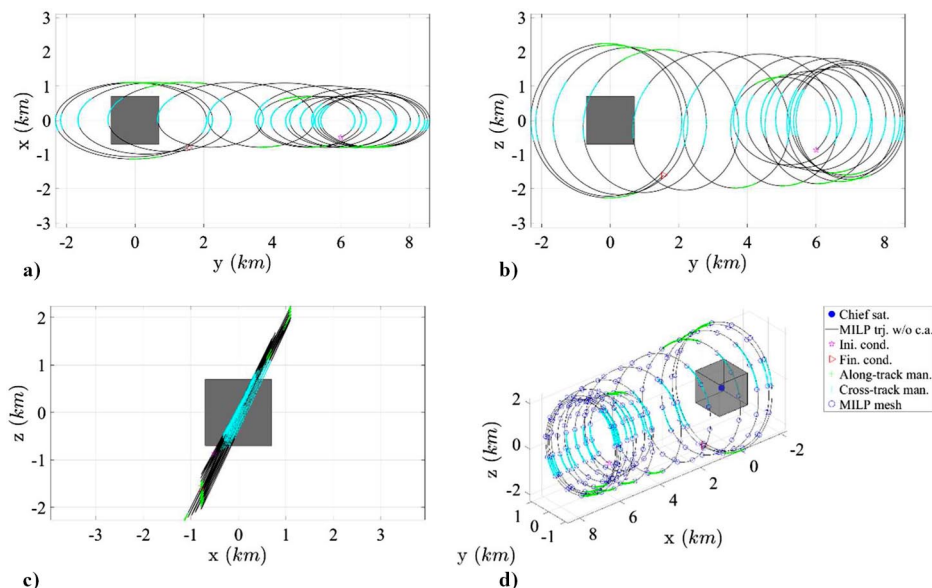 3
2
1
0
-1
-2
-3
x (km)
-2 0 2 4 6 8
y (km)
a)
3
2
1
0
-1
-2
-3
z (km)
-2 0 2 4 6 8
y (km)
b)
2
1
0
-1
-2
z (km)
-3 -2 -1 0 1 2 3
x (km)
c)
2
0
-2
z (km)
1
0
-1
8
6
4
2
0
-2
y (km)
x (km)
d)
Chief sat.
MILP trj. w/o c.a.
Ini. cond.
Fin. cond.
Along-track man.
Cross-track man.
MILP mesh